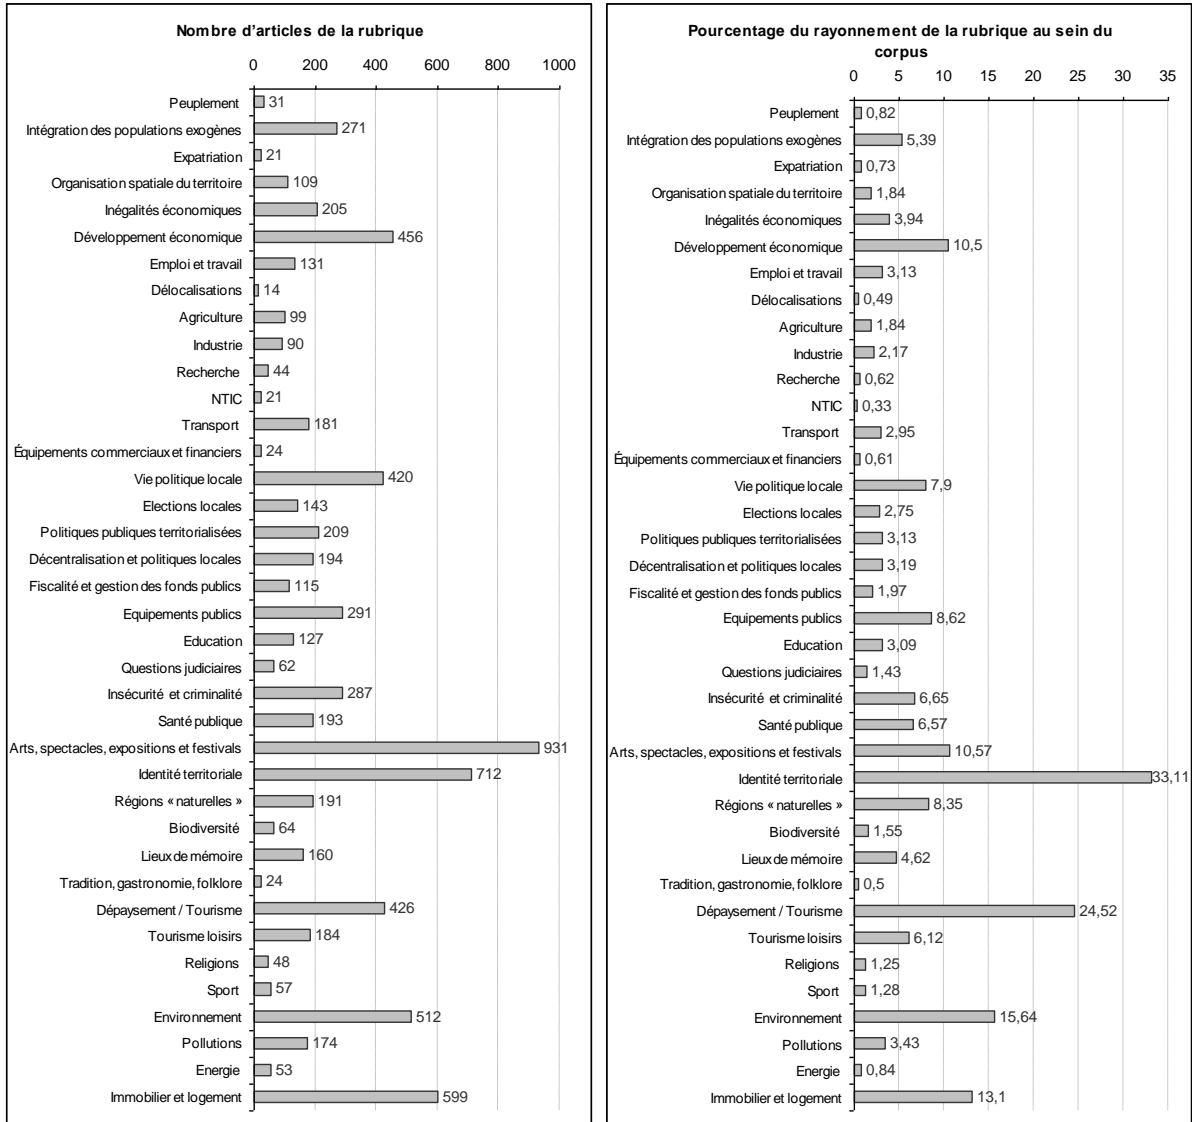 Nombre d'articles de la rubrique
0 200 400 600 800 1000
Peuplement 31
Intégration des populations exogènes 271
Expatriation 21
Organisation spatiale du territoire 109
Inégalités économiques 205
Développement économique 456
Emploi et travail 131
Délocalisations 14
Agriculture 99
Industrie 90
Recherche 44
NTIC 21
Transport 181
Équipements commerciaux et financiers 24
Vie politique locale 420
Elections locales 143
Politiques publiques territorialisées 209
Décentralisation et politiques locales 194
Fiscalité et gestion des fonds publics 115
Equipements publics 291
Education 127
Questions judiciaires 62
Insécurité et criminalité 287
Santé publique 193
Arts, spectacles, expositions et festivals 931
Identité territoriale 712
Régions « naturelles » 191
Biodiversité 64
Lieux de mémoire 160
Tradition, gastronomie, folklore 24
Dépaysement / Tourisme 426
Tourisme loisirs 184
Religions 48
Sport 57
Environnement 512
Pollutions 174
Energie 53
Immobilier et logement 599
Pourcentage du rayonnement de la rubrique au sein du
corpus
0 5 10 15 20 25 30 35
Peuplement 0,82
Intégration des populations exogènes 5,39
Expatriation 0,73
Organisation spatiale du territoire 1,84
Inégalités économiques 3,94
Développement économique 10,5
Emploi et travail 3,13
Délocalisations 0,49
Agriculture 1,84
Industrie 2,17
Recherche 0,62
NTIC 0,33
Transport 2,95
Équipements commerciaux et financiers 0,61
Vie politique locale 7,9
Elections locales 2,75
Politiques publiques territorialisées 3,13
Décentralisation et politiques locales 3,19
Fiscalité et gestion des fonds publics 1,97
Equipements publics 8,62
Education 3,09
Questions judiciaires 1,43
Insécurité et criminalité 6,65
Santé publique 6,57
Arts, spectacles, expositions et festivals 10,57
Identité territoriale 33,11
Régions « naturelles » 8,35
Biodiversité 1,55
Lieux de mémoire 4,62
Tradition, gastronomie, folklore 0,5
Dépaysement / Tourisme 24,52
Tourisme loisirs 6,12
Religions 1,25
Sport 1,28
Environnement 15,64
Pollutions 3,43
Energie 0,84
Immobilier et logement 13,1